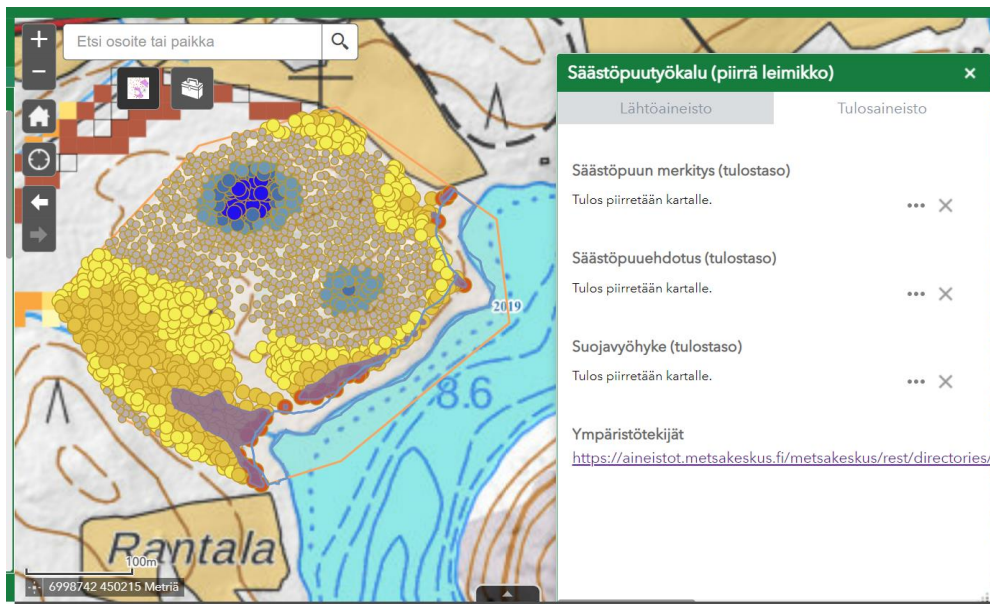 Etsi osoite tai paikka
Säästöpuutyökalu (piirrä leimikko)
Lähtöaineisto
Tulosaineisto
Säästöpuun merkitys (tulostaso)
Tulos piirretään kartalle.
Säästöpuuehdotus (tulostaso)
Tulos piirretään kartalle.
Suojavyöhyke (tulostaso)
Tulos piirretään kartalle.
Ympäristötekijät
https://aineistot.metsakeskus.fi/metsakeskus/rest/directories/
2019
8.6
Rantala
100m
6998742 450215 Metriä